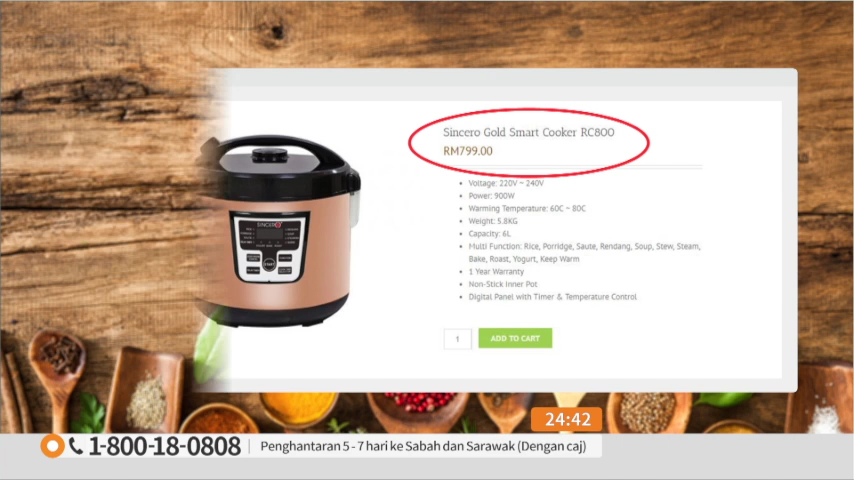 Sincero Gold Smart Cooker RC800
RM799.00
Voltage: 220V ~ 240V
Power: 900W
Warming Temperature: 60C ~ 80C
Weight: 5.8KG
Capacity: 6L
Multi Function: Rice, Porridge, Saute, Rendang, Soup, Stew, Steam,
Bake, Roast, Yogurt, Keep Warm
1 Year Warranty
Non-Stick Inner Pot
Digital Panel with Timer & Temperature Control
SINCERO
1
ADD TO CART
24:42
1-800-18-0808
Penghantaran 5 - 7 hari ke Sabah dan Sarawak (Dengan caj)